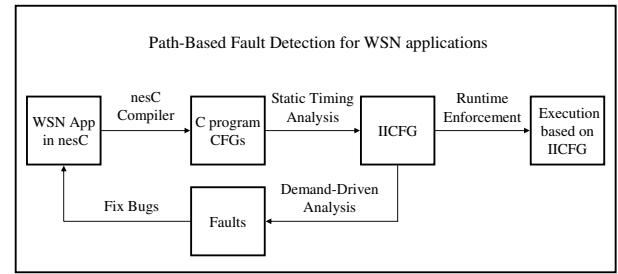 Path-Based Fault Detection for WSN applications
WSN App
in nesC
nesC
Compiler
C program
CFGs
Static Timing
Analysis
IICFG
Runtime
Enforcement
Execution
based on
IICFG
Fix Bugs
Faults
Demand-Driven
Analysis